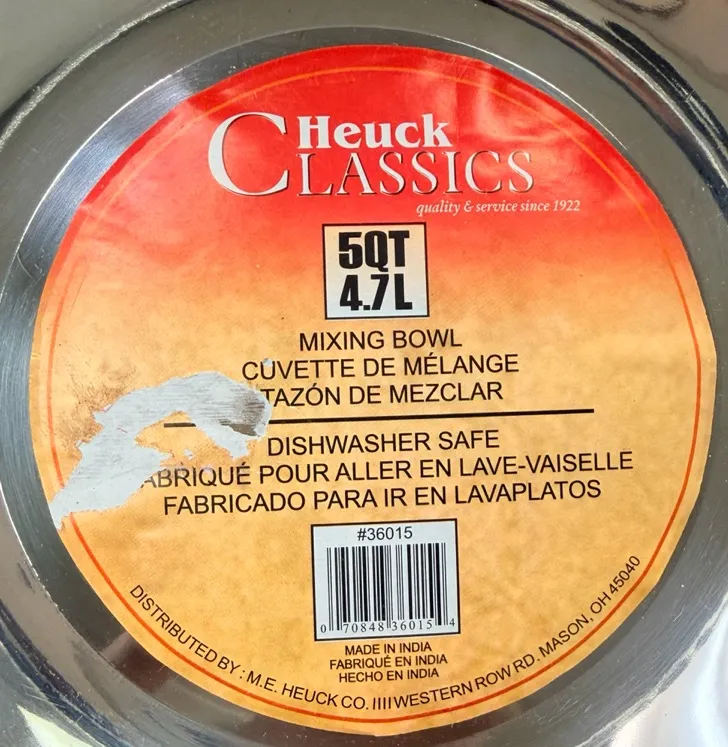 Heuck
CLASSICS
quality & service since 1922
5QT
4.7L
MIXING BOWL
CUVETTE DE MÉLANGE
TAZÓN DE MEZCLAR
DISHWASHER SAFE
ABRIQUÉ POUR ALLER EN LAVE-VAISELLE
FABRICADO PARA IR EN LAVAPLATOS
#36015
0 70848 36015 4
MADE IN INDIA
FABRIQUÉ EN INDIA
HECHO EN INDIA
DISTRIBUTED BY : M.E. HEUCK CO. IIII WESTERN ROW RD. MASON, OH 45040